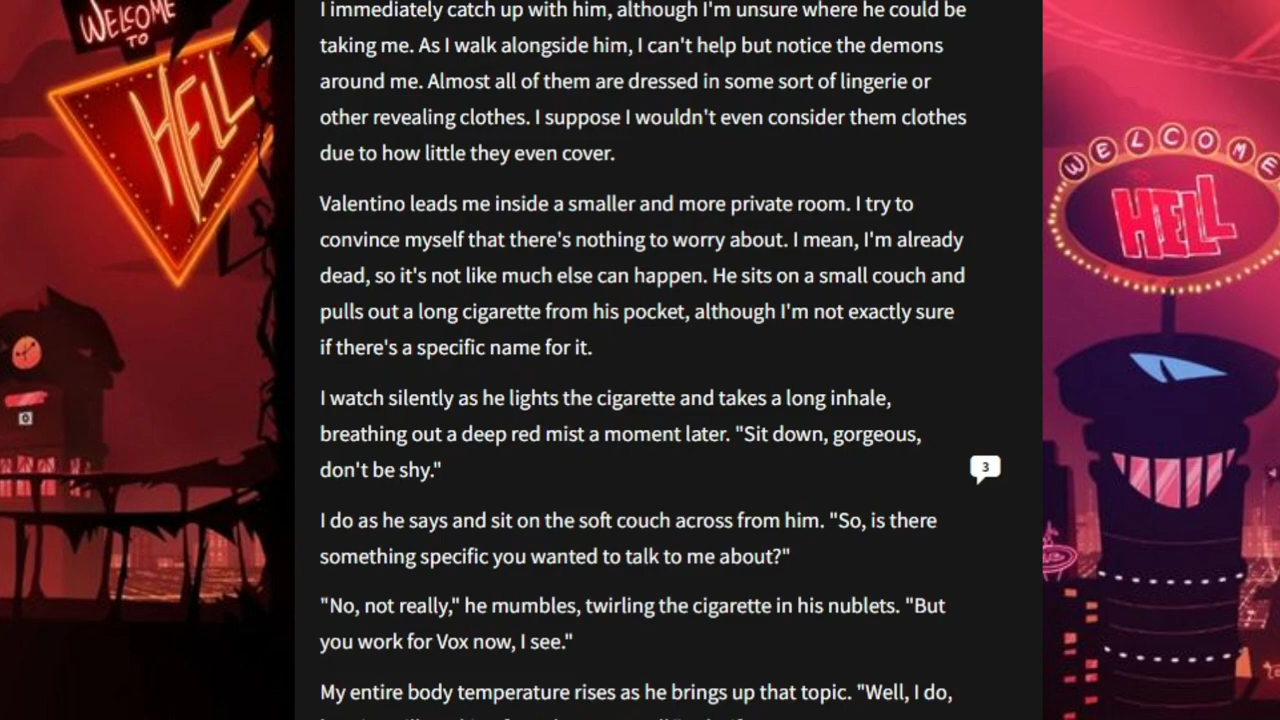 WELCOME
TO
HELL
I immediately catch up with him, although I'm unsure where he could be
taking me. As I walk alongside him, I can't help but notice the demons
around me. Almost all of them are dressed in some sort of lingerie or
other revealing clothes. I suppose I wouldn't even consider them clothes
due to how little they even cover.
Valentino leads me inside a smaller and more private room. I try to
convince myself that there's nothing to worry about. I mean, I'm already
dead, so it's not like much else can happen. He sits on a small couch and
pulls out a long cigarette from his pocket, although I'm not exactly sure
if there's a specific name for it.
I watch silently as he lights the cigarette and takes a long inhale,
breathing out a deep red mist a moment later. "Sit down, gorgeous,
don't be shy."
3
I do as he says and sit on the soft couch across from him. "So, is there
something specific you wanted to talk to me about?"
"No, not really," he mumbles, twirling the cigarette in his nublets. "But
you work for Vox now, I see."
My entire body temperature rises as he brings up that topic. "Well, I do,
WELCOME
HELL